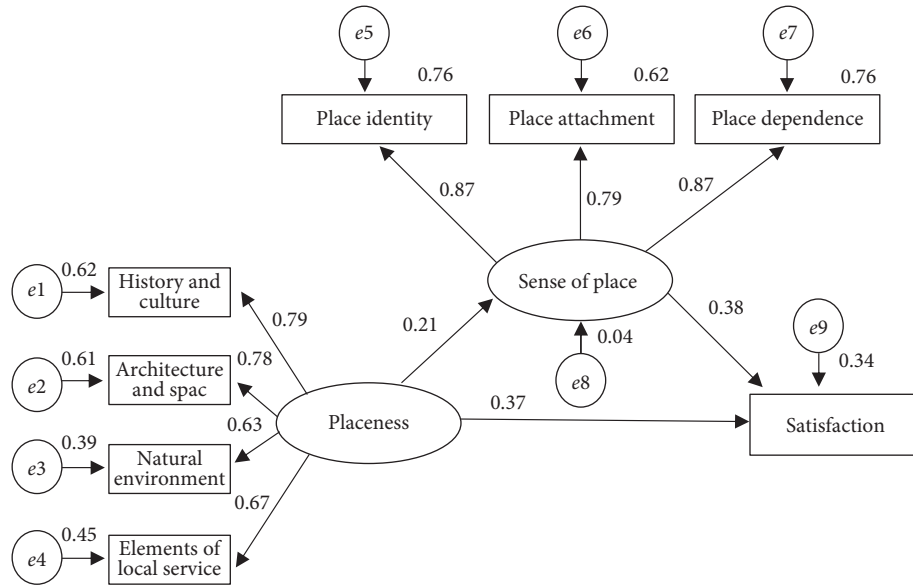 e5
e6
e7
0.76
0.62
0.76
Place identity
Place attachment
Place dependence
0.87
0.79
0.87
Sense of place
e1
0.62
History and
culture
0.79
0.21
0.38
0.04
e8
e9
0.34
e2
0.61
Architecture
and spac
0.78
Placeness
0.37
Satisfaction
e3
0.39
Natural
environment
0.63
0.67
e4
0.45
Elements of
local service